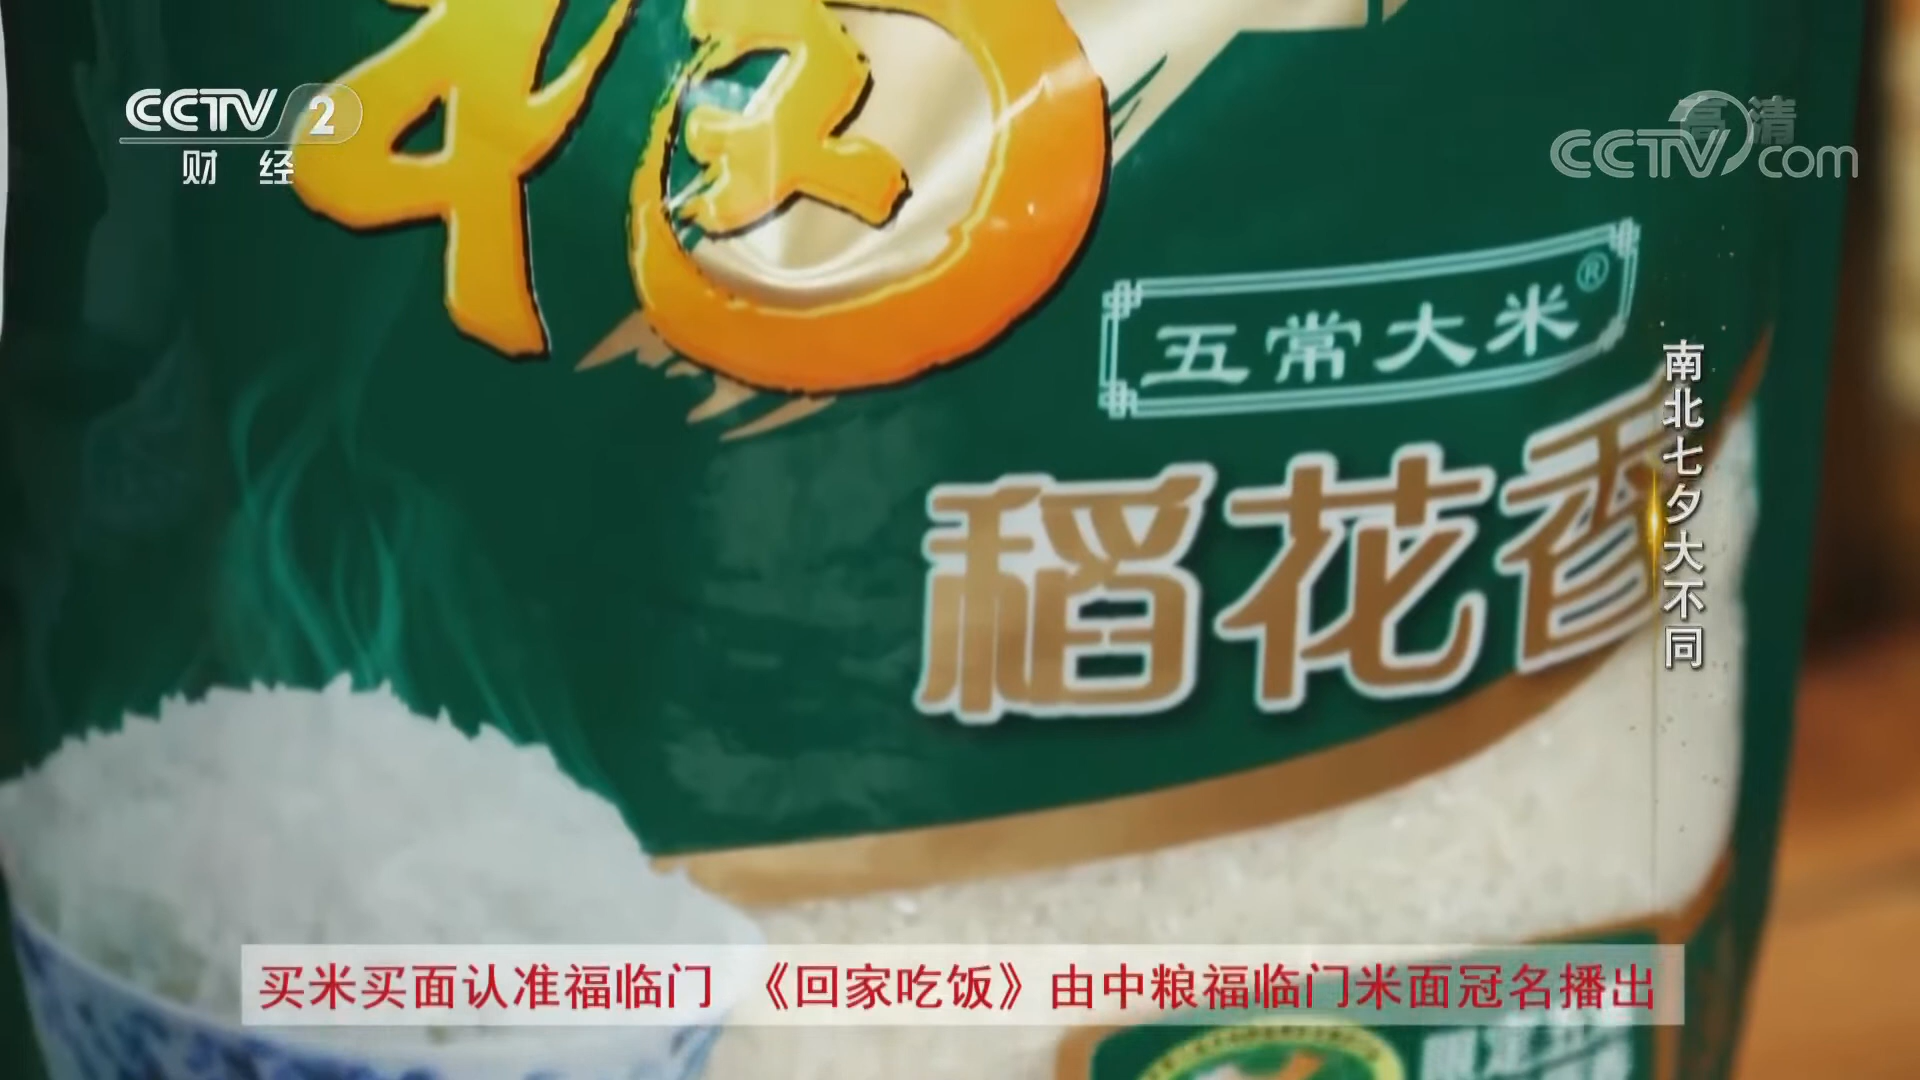 CCTV 2
财 经
高清
CCTV com
福
五常大米®
稻花香
南北七夕大不同
买米买面认准福临门 《回家吃饭》由中粮福临门米面冠名播出